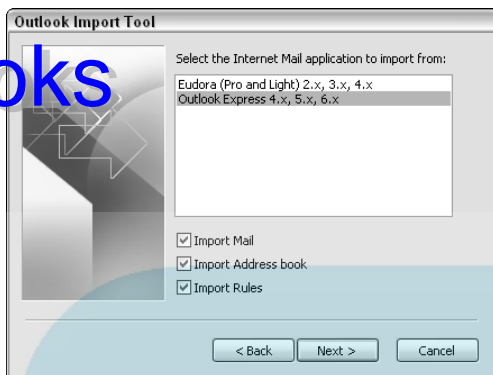 Outlook Import Tool
oks
Select the Internet Mail application to import from:
Eudora (Pro and Light) 2.x, 3.x, 4.x
Outlook Express 4.x, 5.x, 6.x
Import Mail
Import Address book
Import Rules
< Back Next > Cancel